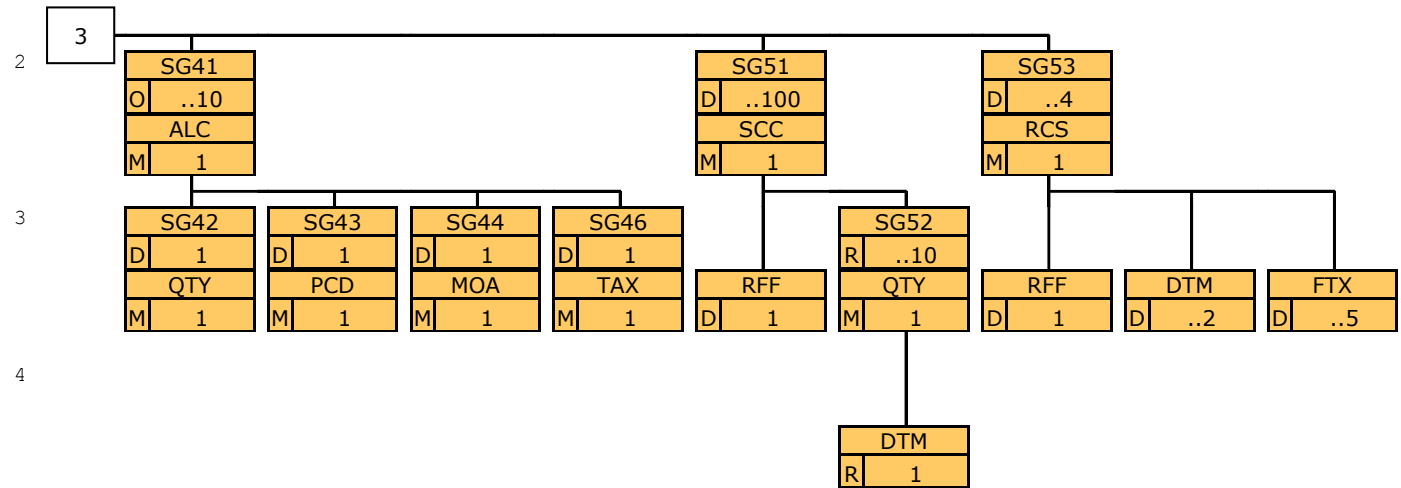 3
2
SG41 SG51 SG53
O ..10 D ..100 D ..4
ALC SCC RCS
M 1 M 1 M 1
3
SG42 SG43 SG44 SG46 SG52
D 1 D 1 D 1 D 1 R ..10
QTY PCD MOA TAX RFF QTY RFF DTM FTX
M 1 M 1 M 1 M 1 D 1 M 1 D 1 D ..2 D ..5
4
DTM
R 1